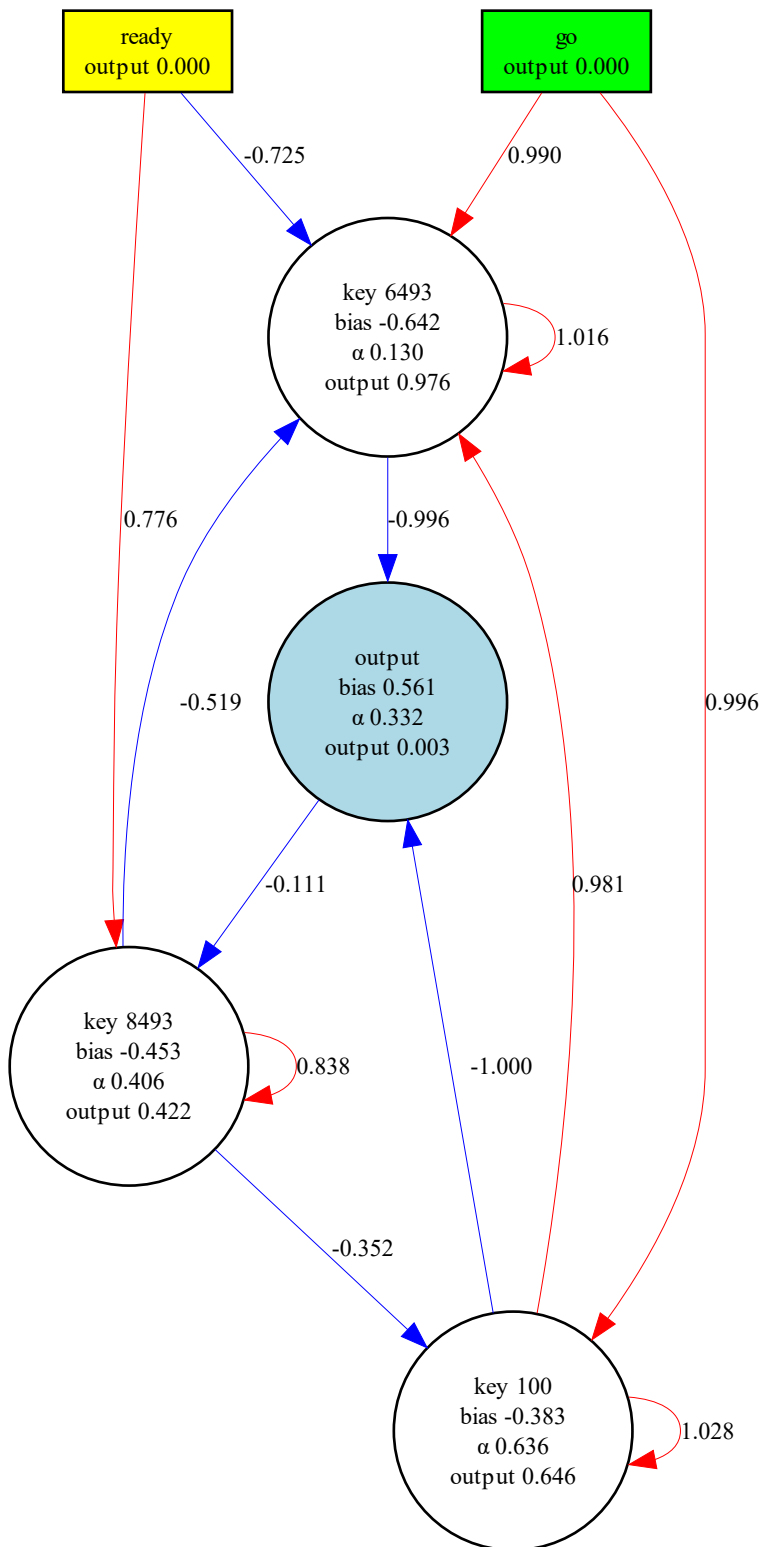 ready
output 0.000
go
output 0.000
-0.725
0.990
key 6493
bias -0.642
α 0.130
output 0.976
1.016
0.776
-0.996
-0.519
output
bias 0.561
α 0.332
output 0.003
0.996
-0.111
0.981
key 8493
bias -0.453
α 0.406
output 0.422
0.838
-1.000
-0.352
key 100
bias -0.383
α 0.636
output 0.646
1.028